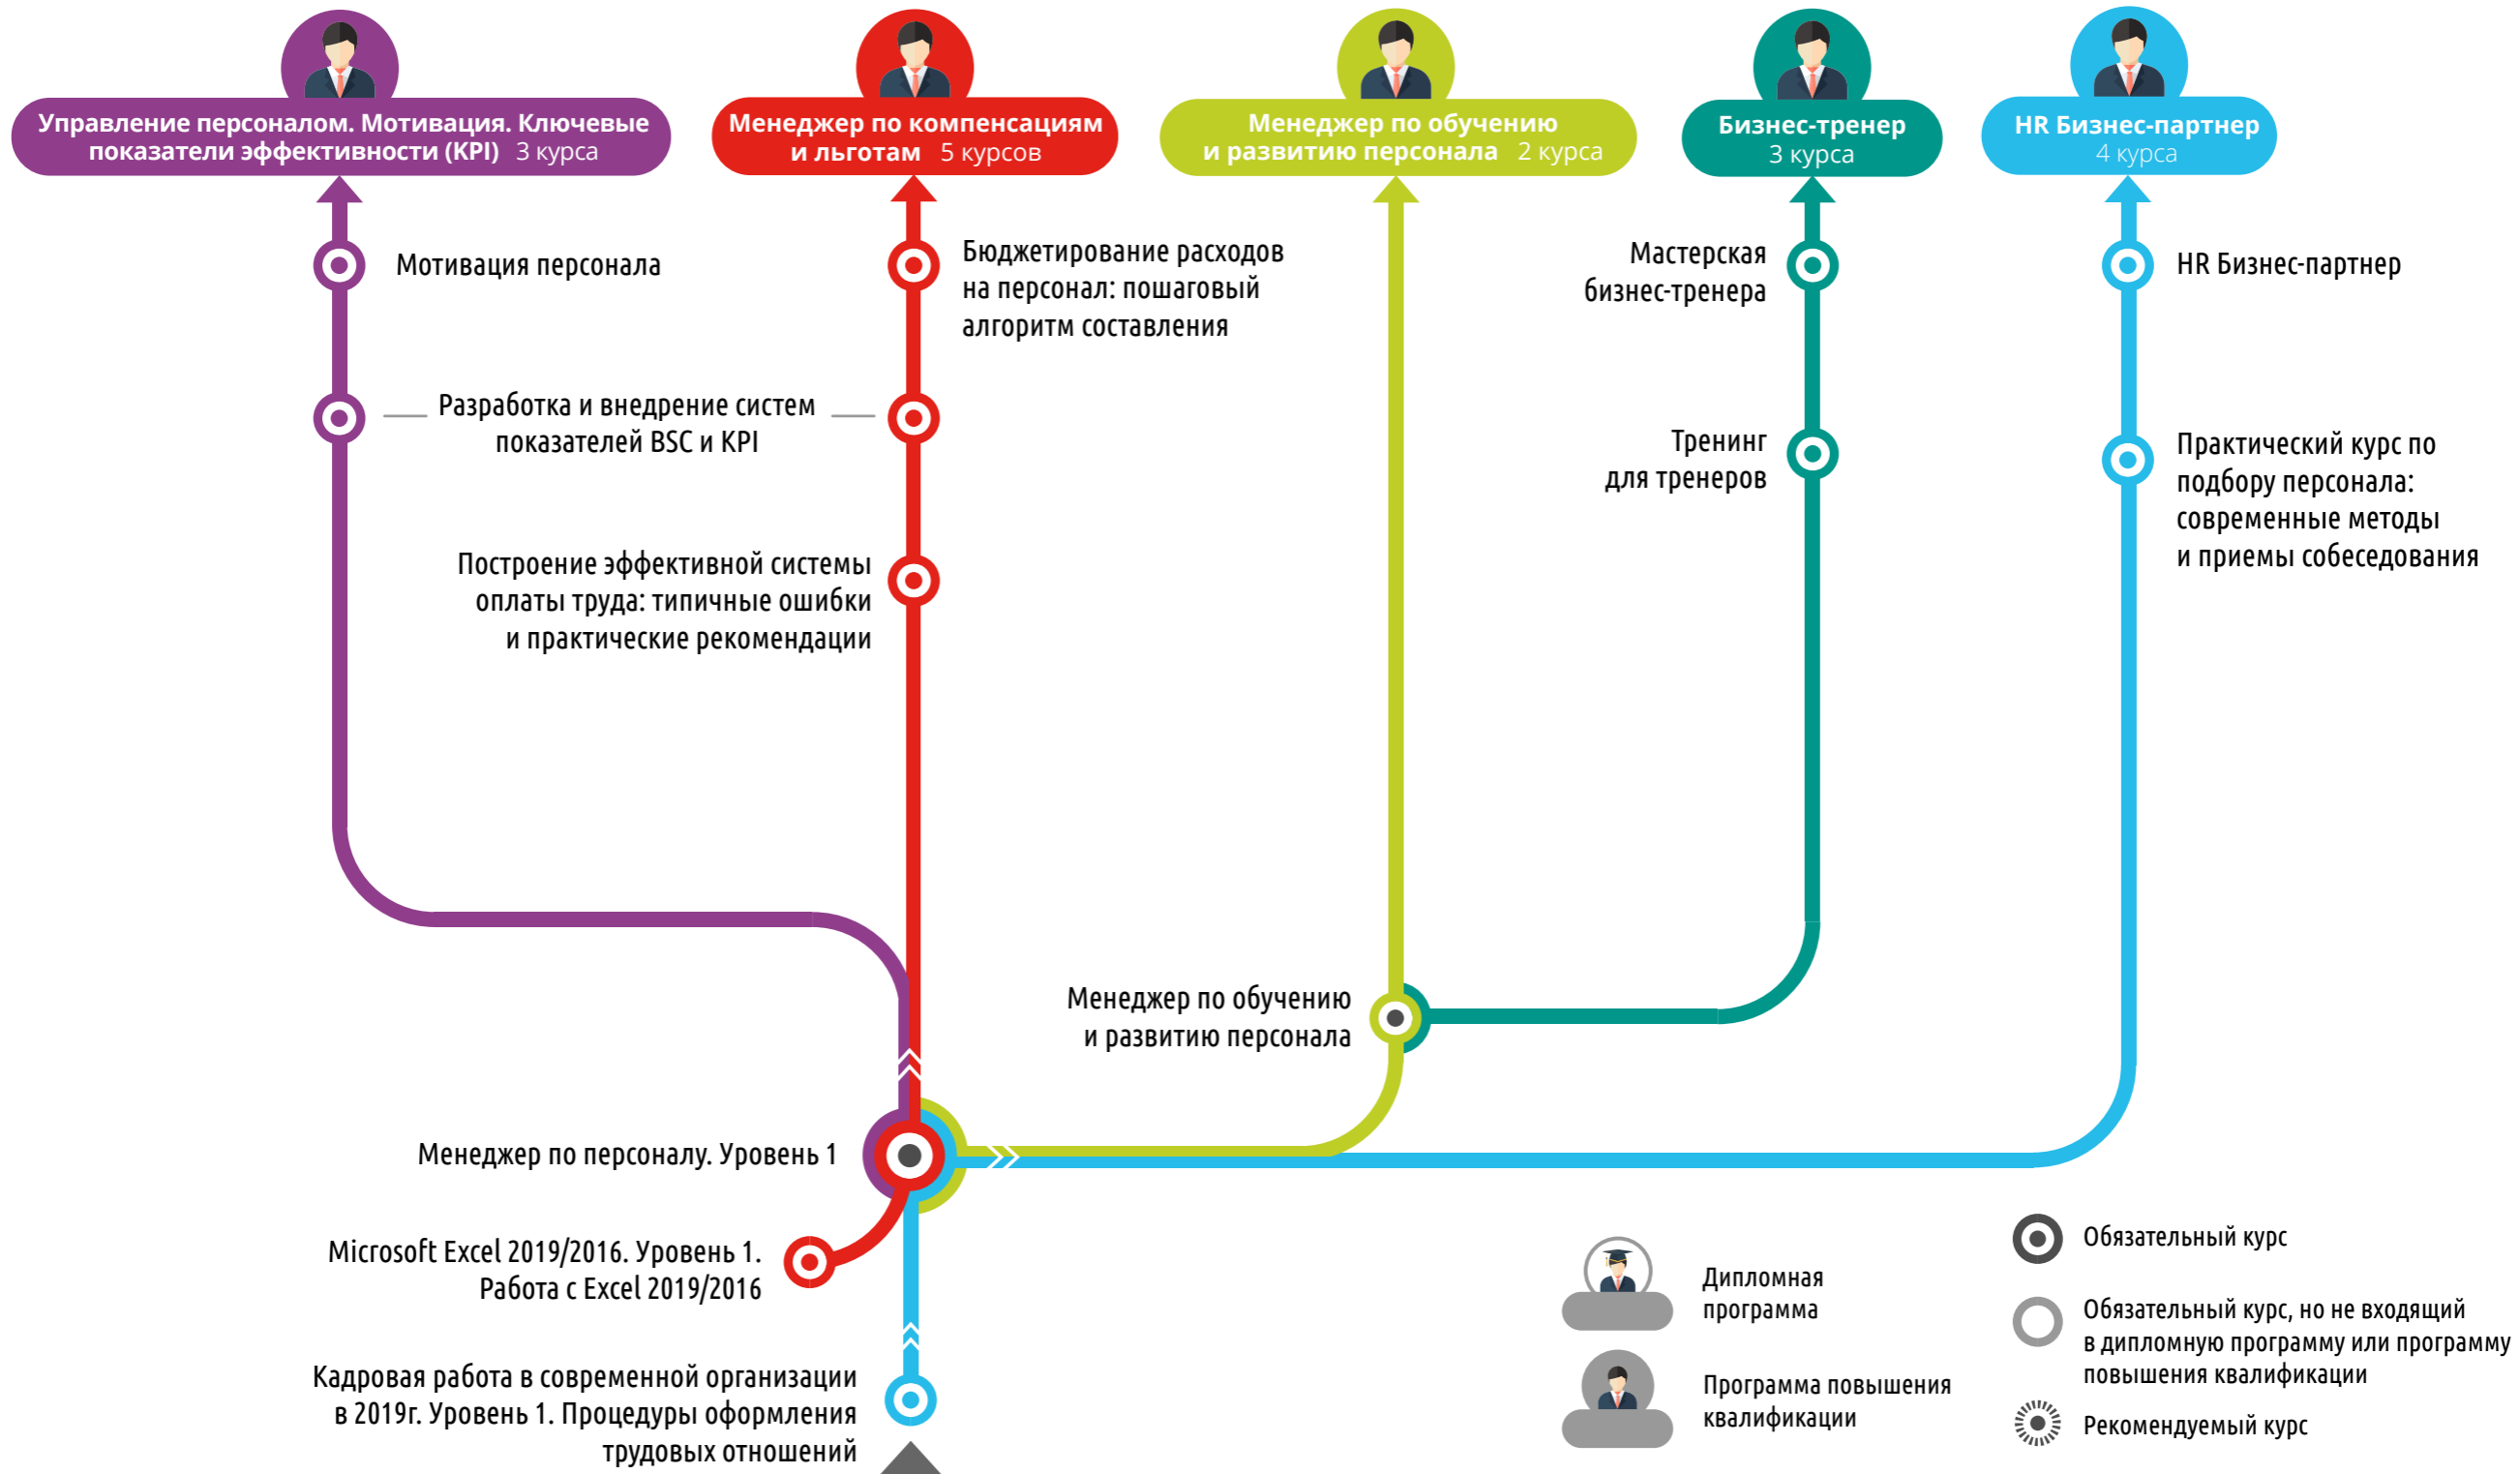 Управление персоналом. Мотивация. Ключевые
показатели эффективности (KPI) 3 курса
Менеджер по компенсациям
и льготам 5 курсов
Менеджер по обучению
и развитию персонала 2 курса
Бизнес-тренер
3 курса
HR Бизнес-партнер
4 курса
Мотивация персонала
Бюджетирование расходов
на персонал: пошаговый
алгоритм составления
Мастерская
бизнес-тренера
HR Бизнес-партнер
Разработка и внедрение систем
показателей BSC и KPI
Тренинг
для тренеров
Практический курс по
подбору персонала:
современные методы
и приемы собеседования
Построение эффективной системы
оплаты труда: типичные ошибки
и практические рекомендации
Менеджер по обучению
и развитию персонала
Менеджер по персоналу. Уровень 1
Microsoft Excel 2019/2016. Уровень 1.
Работа с Excel 2019/2016
Кадровая работа в современной организации
в 2019г. Уровень 1. Процедуры оформления
трудовых отношений
Дипломная
программа
Программа повышения
квалификации
Обязательный курс
Обязательный курс, но не входящий
в дипломную программу или программу
повышения квалификации
Рекомендуемый курс